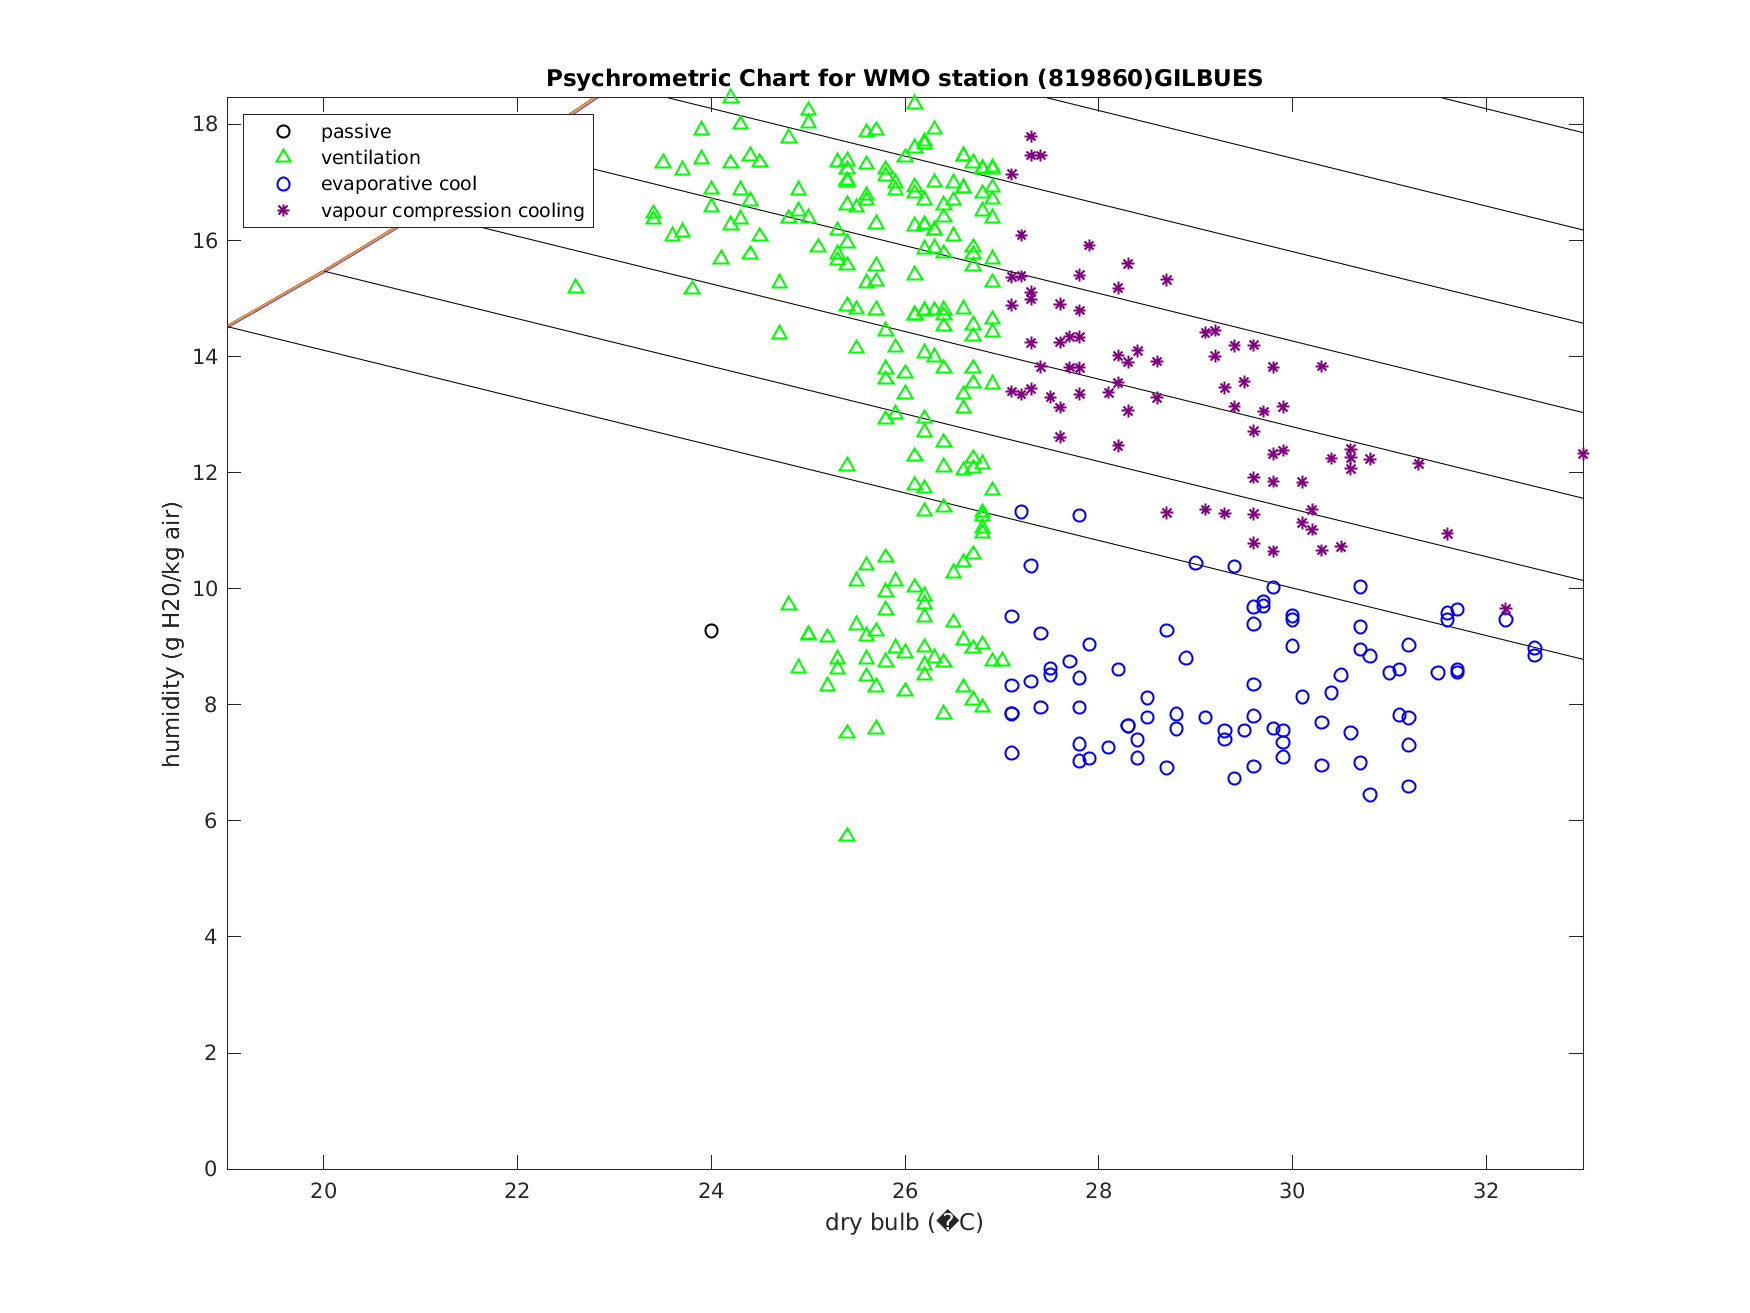 Psychrometric Chart for WMO station (819860)GILBUES
passive
ventilation
evaporative cool
vapour compression cooling
humidity (g H20/kg air)
18
16
14
12
10
8
6
4
2
0
20 22 24 26 28 30 32
dry bulb (�C)